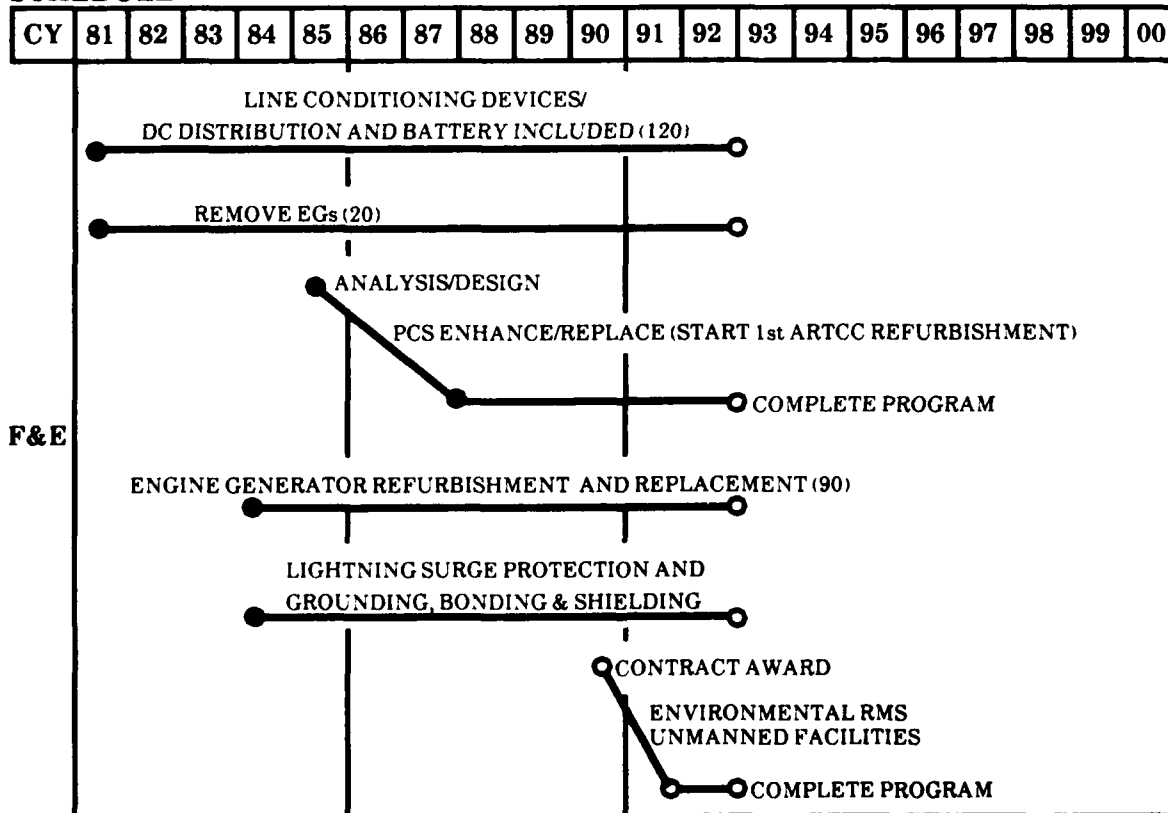 CY 81 82 83 84 85 86 87 88 89 90 91 92 93 94 95 96 97 98 99 00
LINE CONDITIONING DEVICES/
DC DISTRIBUTION AND BATTERY INCLUDED (120)
REMOVE EGs (20)
ANALYSIS/DESIGN
PCS ENHANCE/REPLACE (START 1st ARTCC REFURBISHMENT)
COMPLETE PROGRAM
F&E
ENGINE GENERATOR REFURBISHMENT AND REPLACEMENT (90)
LIGHTNING SURGE PROTECTION AND
GROUNDING, BONDING & SHIELDING
CONTRACT AWARD
ENVIRONMENTAL RMS
UNMANNED FACILITIES
COMPLETE PROGRAM